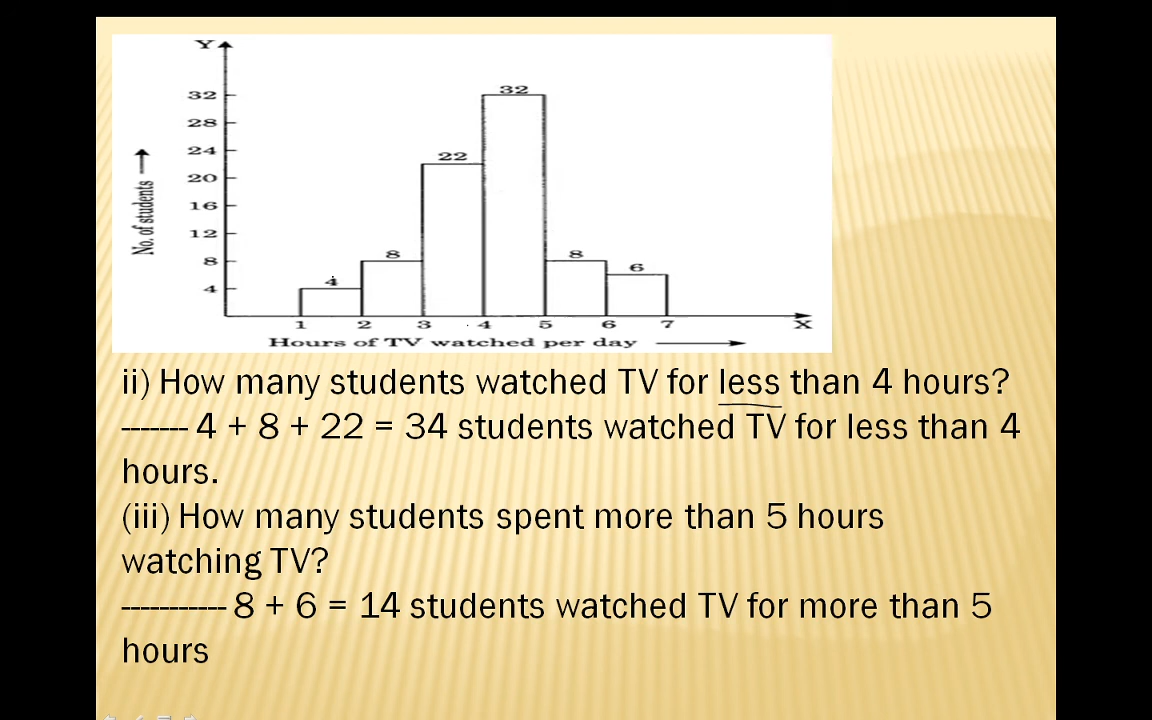 Y
32
32
28
24
22
20
16
12
8
8
8
6
4
4
No. of students
1 2 3 4 5 6 7 X
Hours of TV watched per day
ii) How many students watched TV for less than 4 hours?
------- 4 + 8 + 22 = 34 students watched TV for less than 4
hours.
(iii) How many students spent more than 5 hours
watching TV?
----------- 8 + 6 = 14 students watched TV for more than 5
hours